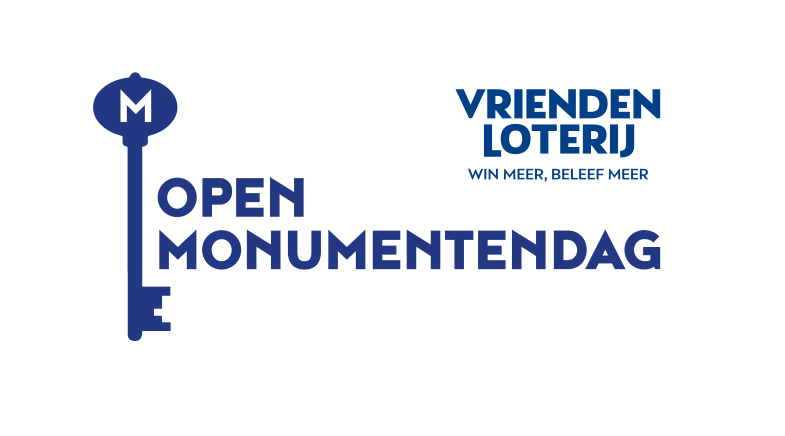 M
VRIENDEN
LOTERIJ
WIN MEER, BELEEF MEER
OPEN
MONUMENTENDAG